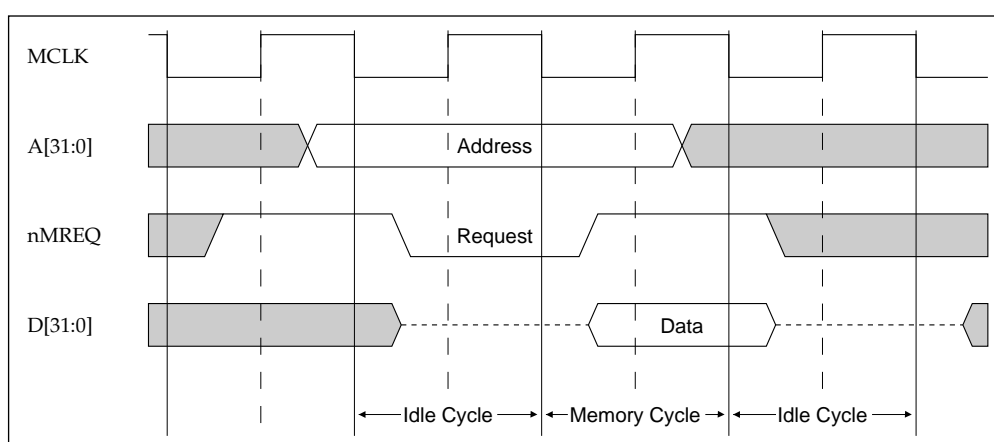 MCLK
A[31:0]
Address
nMREQ
Request
D[31:0]
Data
Idle Cycle
Memory Cycle
Idle Cycle